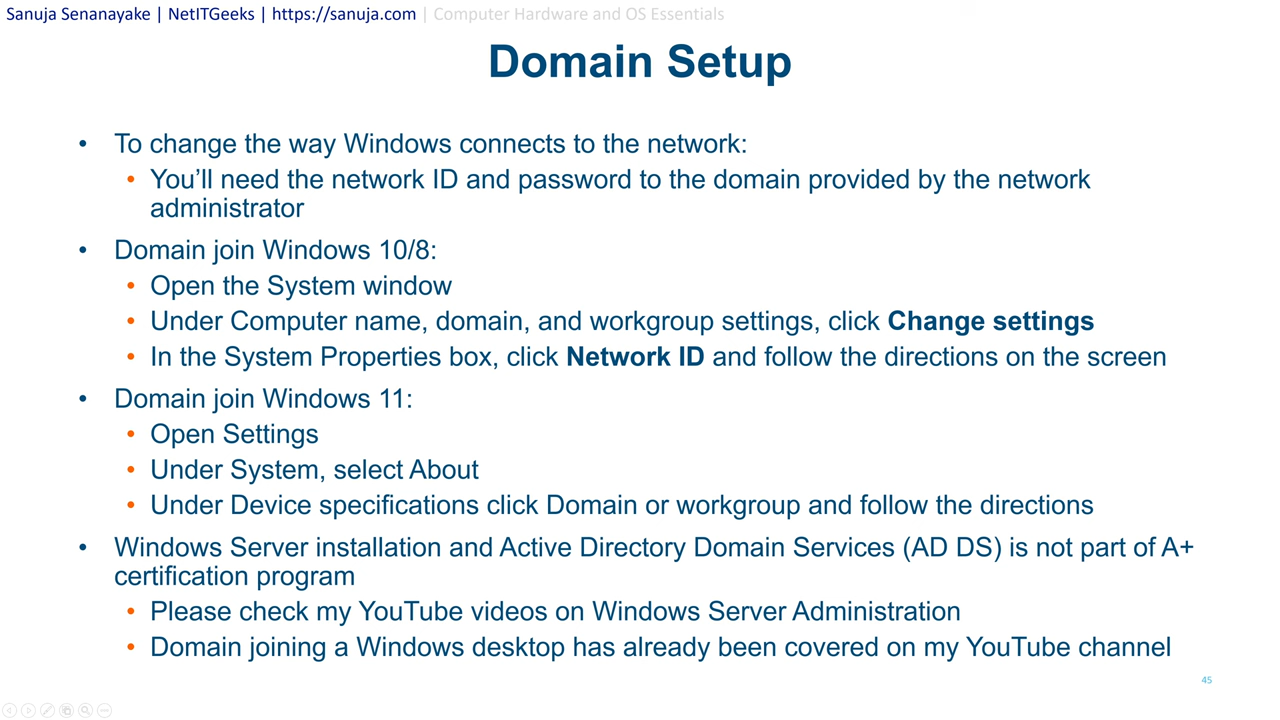 Sanuja Senanayake | NetITGeeks | https://sanuja.com | Computer Hardware and OS Essentials
Domain Setup
• To change the way Windows connects to the network:
• You’ll need the network ID and password to the domain provided by the network
administrator
• Domain join Windows 10/8:
• Open the System window
• Under Computer name, domain, and workgroup settings, click Change settings
• In the System Properties box, click Network ID and follow the directions on the screen
• Domain join Windows 11:
• Open Settings
• Under System, select About
• Under Device specifications click Domain or workgroup and follow the directions
• Windows Server installation and Active Directory Domain Services (AD DS) is not part of A+
certification program
• Please check my YouTube videos on Windows Server Administration
• Domain joining a Windows desktop has already been covered on my YouTube channel
45